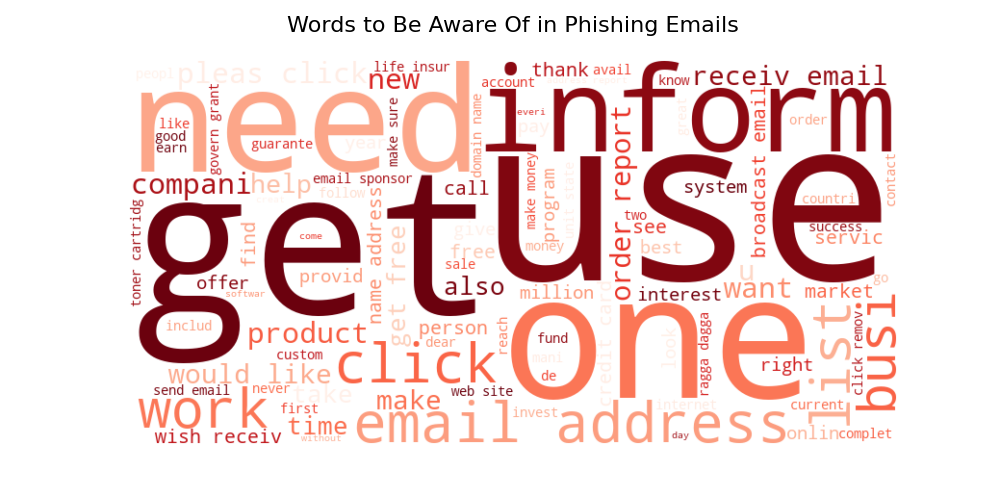 Words to Be Aware Of in Phishing Emails
peopl
pleas click
life insur
new
thank
avail
know
receiv email
account
need
inform
like
good
earn
govern grant
guarante
year
make sure
domain name
everi
pay
great
order
broadcast email
contact
compani
help
email sponsor
follow
call
make money
program
unit state
order report
system
countri
success
servic
toner cartridg
get
use
find
name address
get free
come
give
free
money
two
see
best
offer
provid
also
sale
million
u
interest
want
market
go
softwar
includ
product
person
dear
reach
one
fund
mani
de
credit card
look
ragga dagga
right
list
click remov
busi
custom
would like
click
web site
send email
never
take
make
invest
internet
current
work
first
time
without
email address
day
onlin
complet
wish receiv